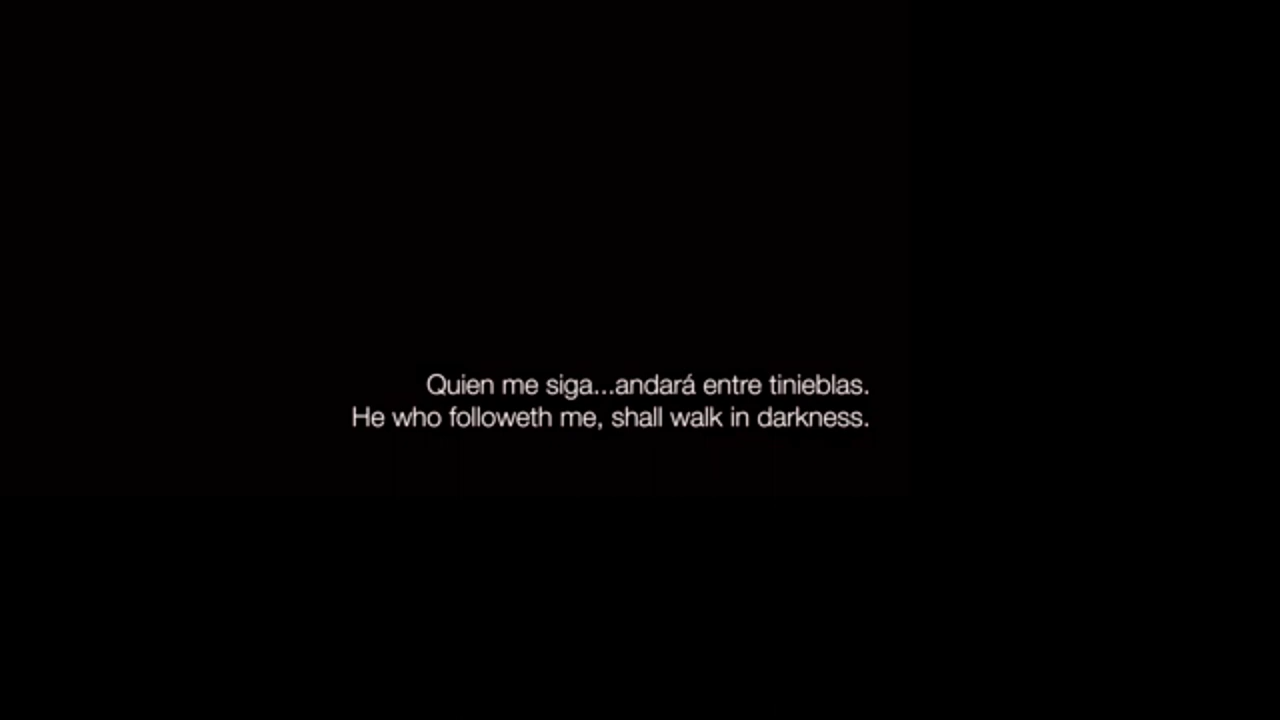 Quien me siga...andará entre tinieblas.
He who followeth me, shall walk in darkness.